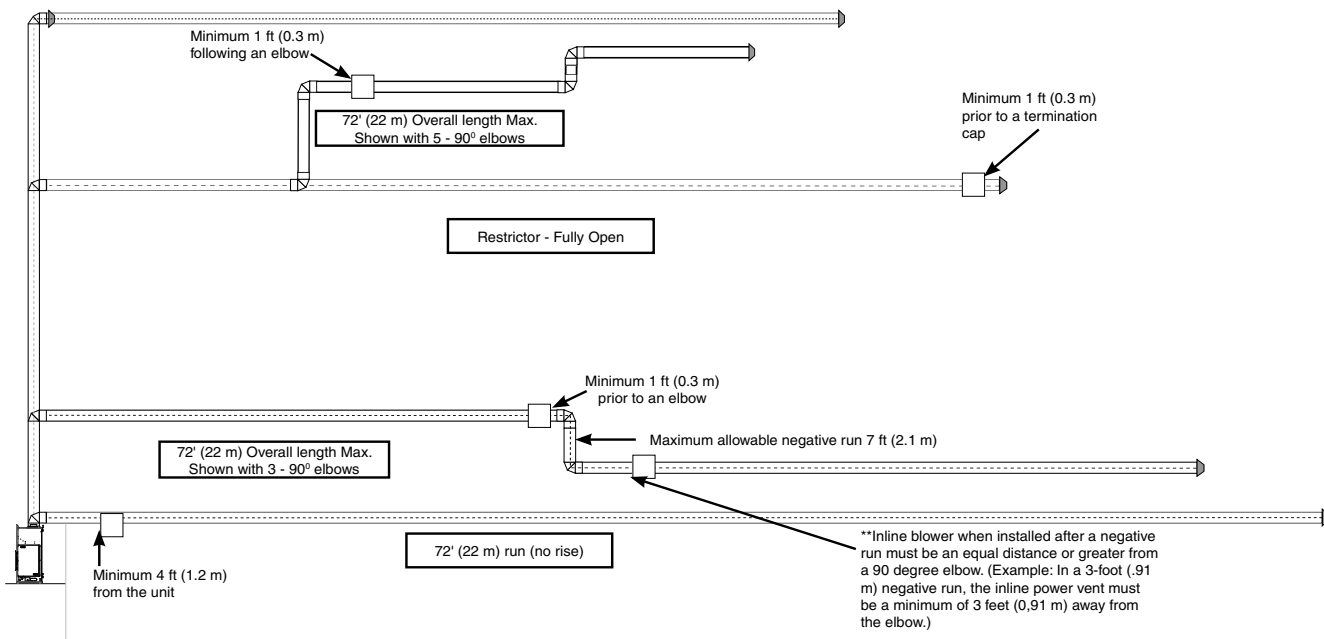 Minimum 1 ft (0.3 m)
following an elbow
72' (22 m) Overall length Max.
Shown with 5 - 90⁰ elbows
Minimum 1 ft (0.3 m)
prior to a termination
cap
Restrictor - Fully Open
Minimum 1 ft (0.3 m)
prior to an elbow
Maximum allowable negative run 7 ft (2.1 m)
72' (22 m) Overall length Max.
Shown with 3 - 90⁰ elbows
72' (22 m) run (no rise)
Minimum 4 ft (1.2 m)
from the unit
**Inline blower when installed after a negative
run must be an equal distance or greater from
a 90 degree elbow. (Example: In a 3-foot (.91
m) negative run, the inline power vent must
be a minimum of 3 feet (0,91 m) away from
the elbow.)